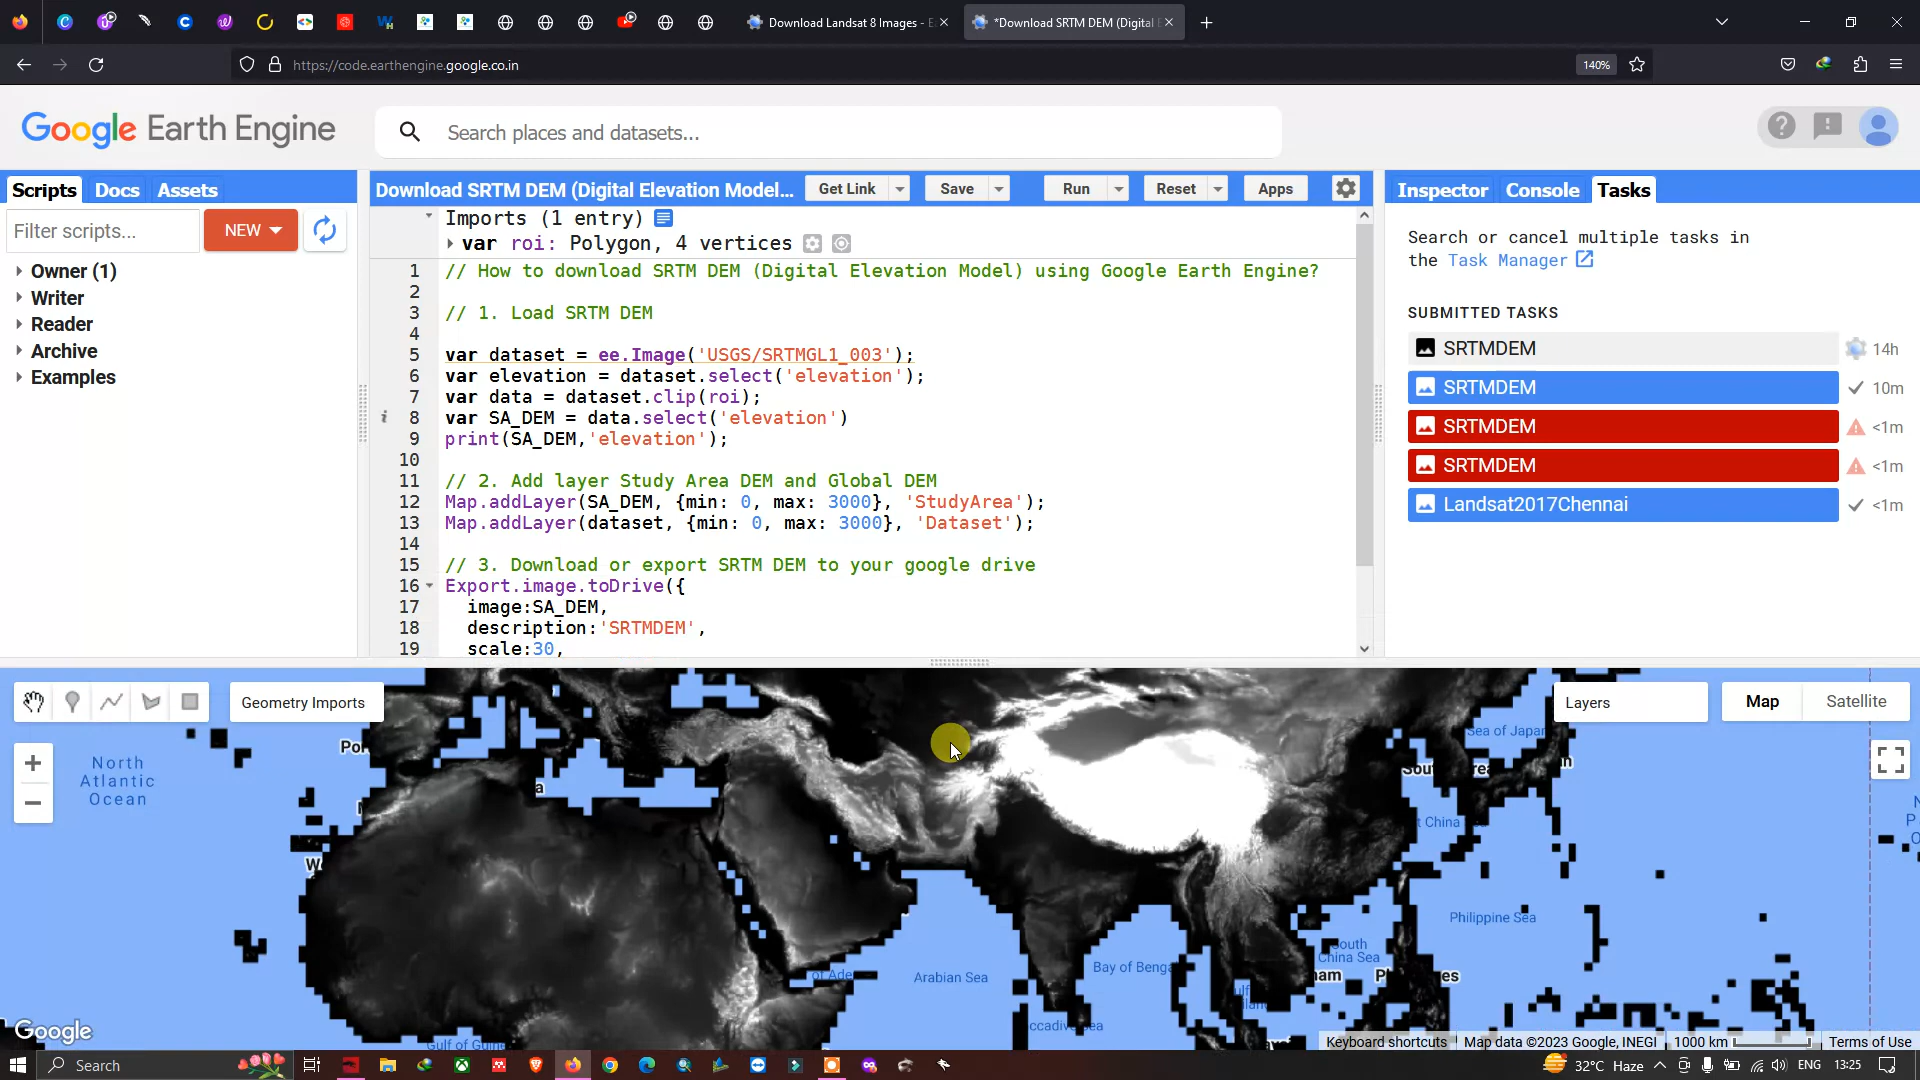 Download Landsat 8 Images - E
*Download SRTM DEM (Digital E
https://code.earthengine.google.co.in
140%
Google Earth Engine
Search places and datasets...
Scripts
Docs
Assets
Download SRTM DEM (Digital Elevation Model...
Get Link
Save
Run
Reset
Apps
Inspector
Console
Tasks
Filter scripts...
NEW
Owner (1)
Writer
Reader
Archive
Examples
Imports (1 entry)
var roi: Polygon, 4 vertices
1 // How to download SRTM DEM (Digital Elevation Model) using Google Earth Engine?
2
3 // 1. Load SRTM DEM
4
5 var dataset = ee.Image('USGS/SRTMGL1_003');
6 var elevation = dataset.select('elevation');
7 var data = dataset.clip(roi);
i 8 var SA_DEM = data.select('elevation')
9 print(SA_DEM,'elevation');
10
11 // 2. Add layer Study Area DEM and Global DEM
12 Map.addLayer(SA_DEM, {min: 0, max: 3000}, 'StudyArea');
13 Map.addLayer(dataset, {min: 0, max: 3000}, 'Dataset');
14
15 // 3. Download or export SRTM DEM to your google drive
16 Export.image.toDrive({
17 image:SA_DEM,
18 description:'SRTMDEM',
19 scale:30,
Search or cancel multiple tasks in
the Task Manager
SUBMITTED TASKS
SRTMDEM 14h
SRTMDEM 10m
SRTMDEM <1m
SRTMDEM <1m
Landsat2017Chennai <1m
Geometry Imports
Layers
Map
Satellite
North
Atlantic
Ocean
Sea of Japan
Philippine Sea
South
China Sea
Arabian Sea
Bay of Benga
Gulf of Guin
Google
Keyboard shortcuts
Map data ©2023 Google, INEGI
1000 km
Terms of Use
Search
32°C Haze
ENG
13:25